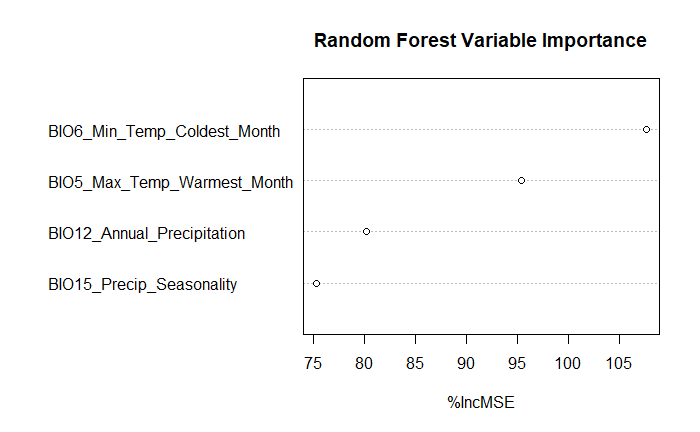 Random Forest Variable Importance
BIO6_Min_Temp_Coldest_Month
BIO5_Max_Temp_Warmest_Month
BIO12_Annual_Precipitation
BIO15_Precip_Seasonality
75 80 85 90 95 100 105
%IncMSE